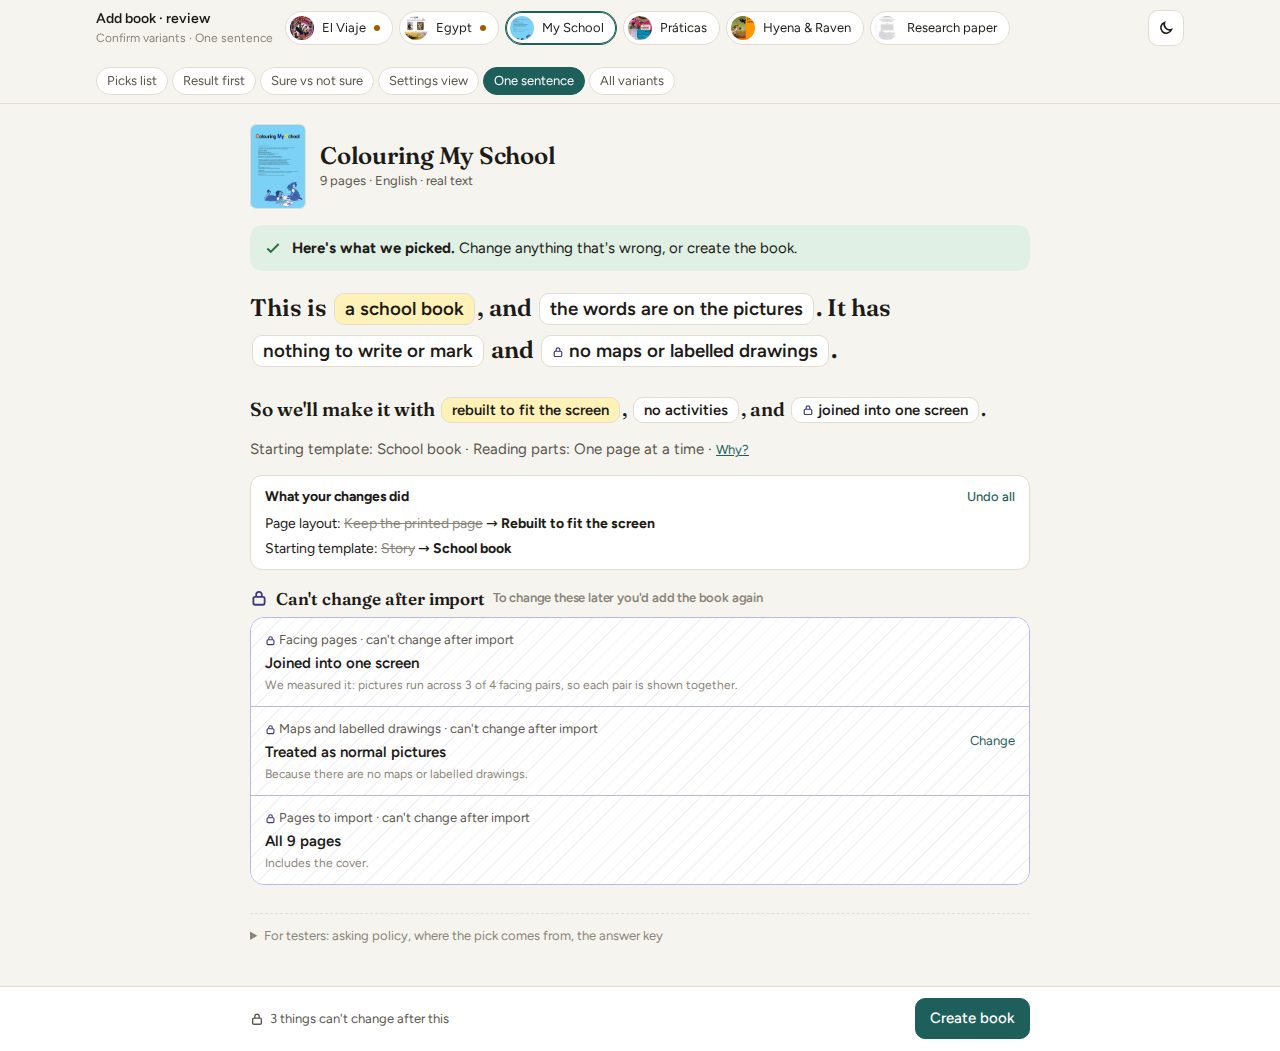 Add book · review
Confirm variants · One sentence
El Viaje
Egypt
My School
Práticas
Hyena & Raven
Research paper
Picks list
Result first
Sure vs not sure
Settings view
One sentence
All variants
Colouring My School
Colouring My School
9 pages · English · real text
Here's what we picked. Change anything that's wrong, or create the book.
This is a school book, and the words are on the pictures. It has
nothing to write or mark and no maps or labelled drawings.
So we'll make it with rebuilt to fit the screen, no activities, and joined into one screen.
Starting template: School book · Reading parts: One page at a time · Why?
What your changes did
Undo all
Page layout: Keep the printed page → Rebuilt to fit the screen
Starting template: Story → School book
Can't change after import To change these later you'd add the book again
Facing pages · can't change after import
Joined into one screen
We measured it: pictures run across 3 of 4 facing pairs, so each pair is shown together.
Maps and labelled drawings · can't change after import
Treated as normal pictures
Change
Because there are no maps or labelled drawings.
Pages to import · can't change after import
All 9 pages
Includes the cover.
For testers: asking policy, where the pick comes from, the answer key
3 things can't change after this
Create book